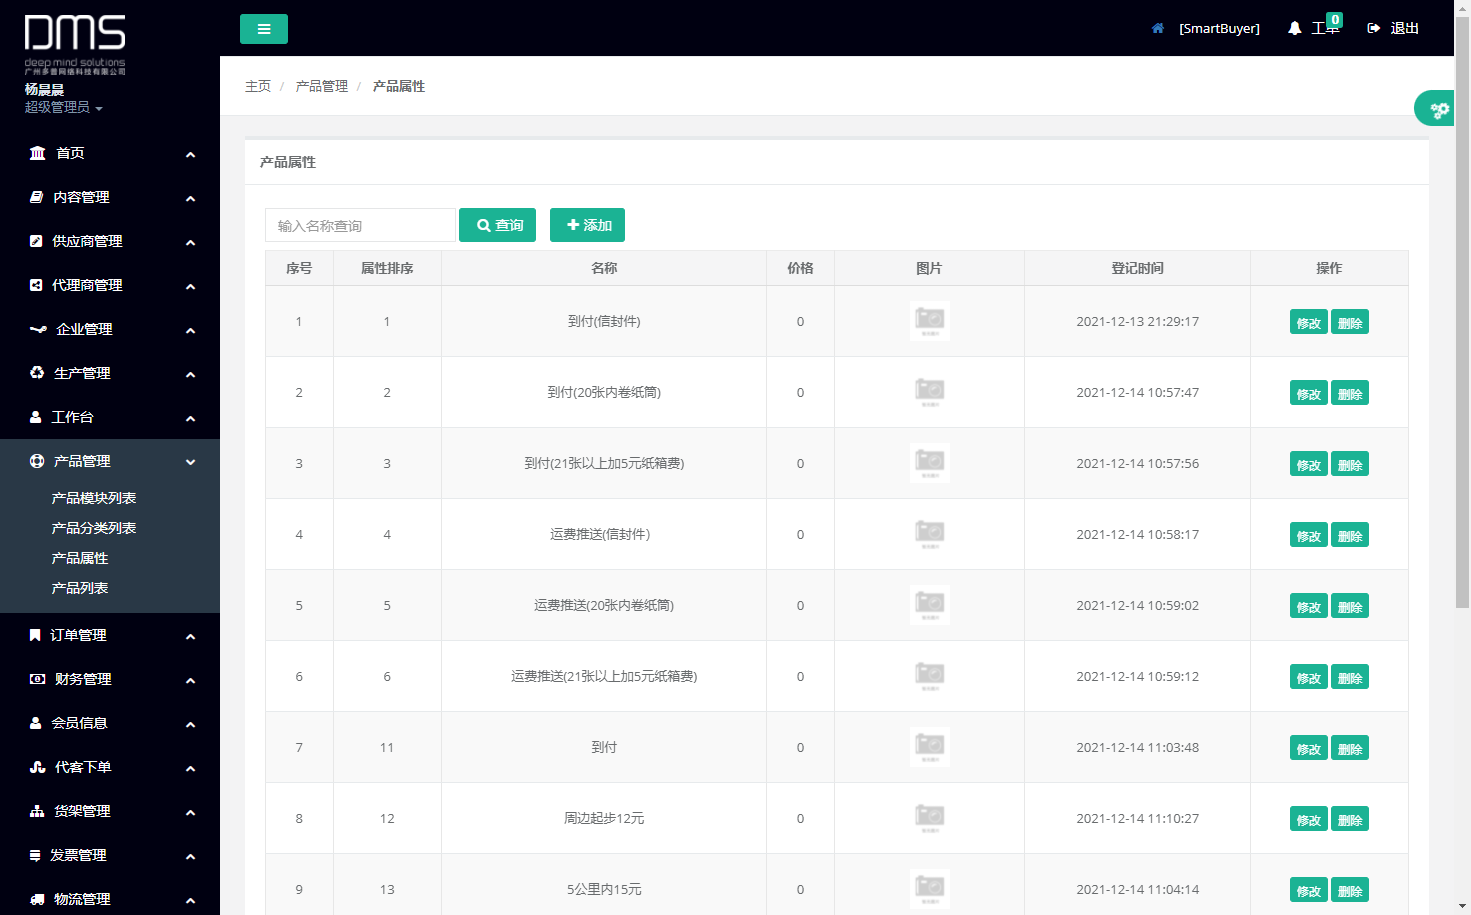 DMS
deep mind solutions
杨晨晨
超级管理员
首页
内容管理
供应商管理
代理商管理
企业管理
生产管理
工作台
产品管理
产品模块列表
产品分类列表
产品属性
产品列表
订单管理
财务管理
会员信息
代客下单
货架管理
发票管理
物流管理
[SmartBuyer] 工单 0 退出
主页 / 产品管理 / 产品属性
产品属性
输入名称查询 查询 添加
序号 属性排序 名称 价格 图片 登记时间 操作
1 1 到付(信封件) 0 2021-12-13 21:29:17 修改 删除
2 2 到付(20张内卷纸筒) 0 2021-12-14 10:57:47 修改 删除
3 3 到付(21张以上加5元纸箱费) 0 2021-12-14 10:57:56 修改 删除
4 4 运费推送(信封件) 0 2021-12-14 10:58:17 修改 删除
5 5 运费推送(20张内卷纸筒) 0 2021-12-14 10:59:02 修改 删除
6 6 运费推送(21张以上加5元纸箱费) 0 2021-12-14 10:59:12 修改 删除
7 11 到付 0 2021-12-14 11:03:48 修改 删除
8 12 周边起步12元 0 2021-12-14 11:10:27 修改 删除
9 13 5公里内15元 0 2021-12-14 11:04:14 修改 删除